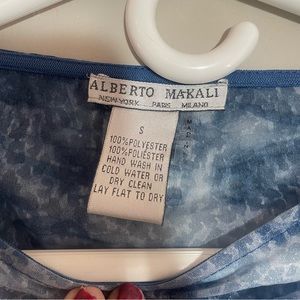 ALBERTO MAKALI
NEW YORK PARIS MILANO
S
100%POLYESTER
100%POLIÉSTER
HAND WASH IN
COLD WATER OR
DRY CLEAN
LAY FLAT TO DRY